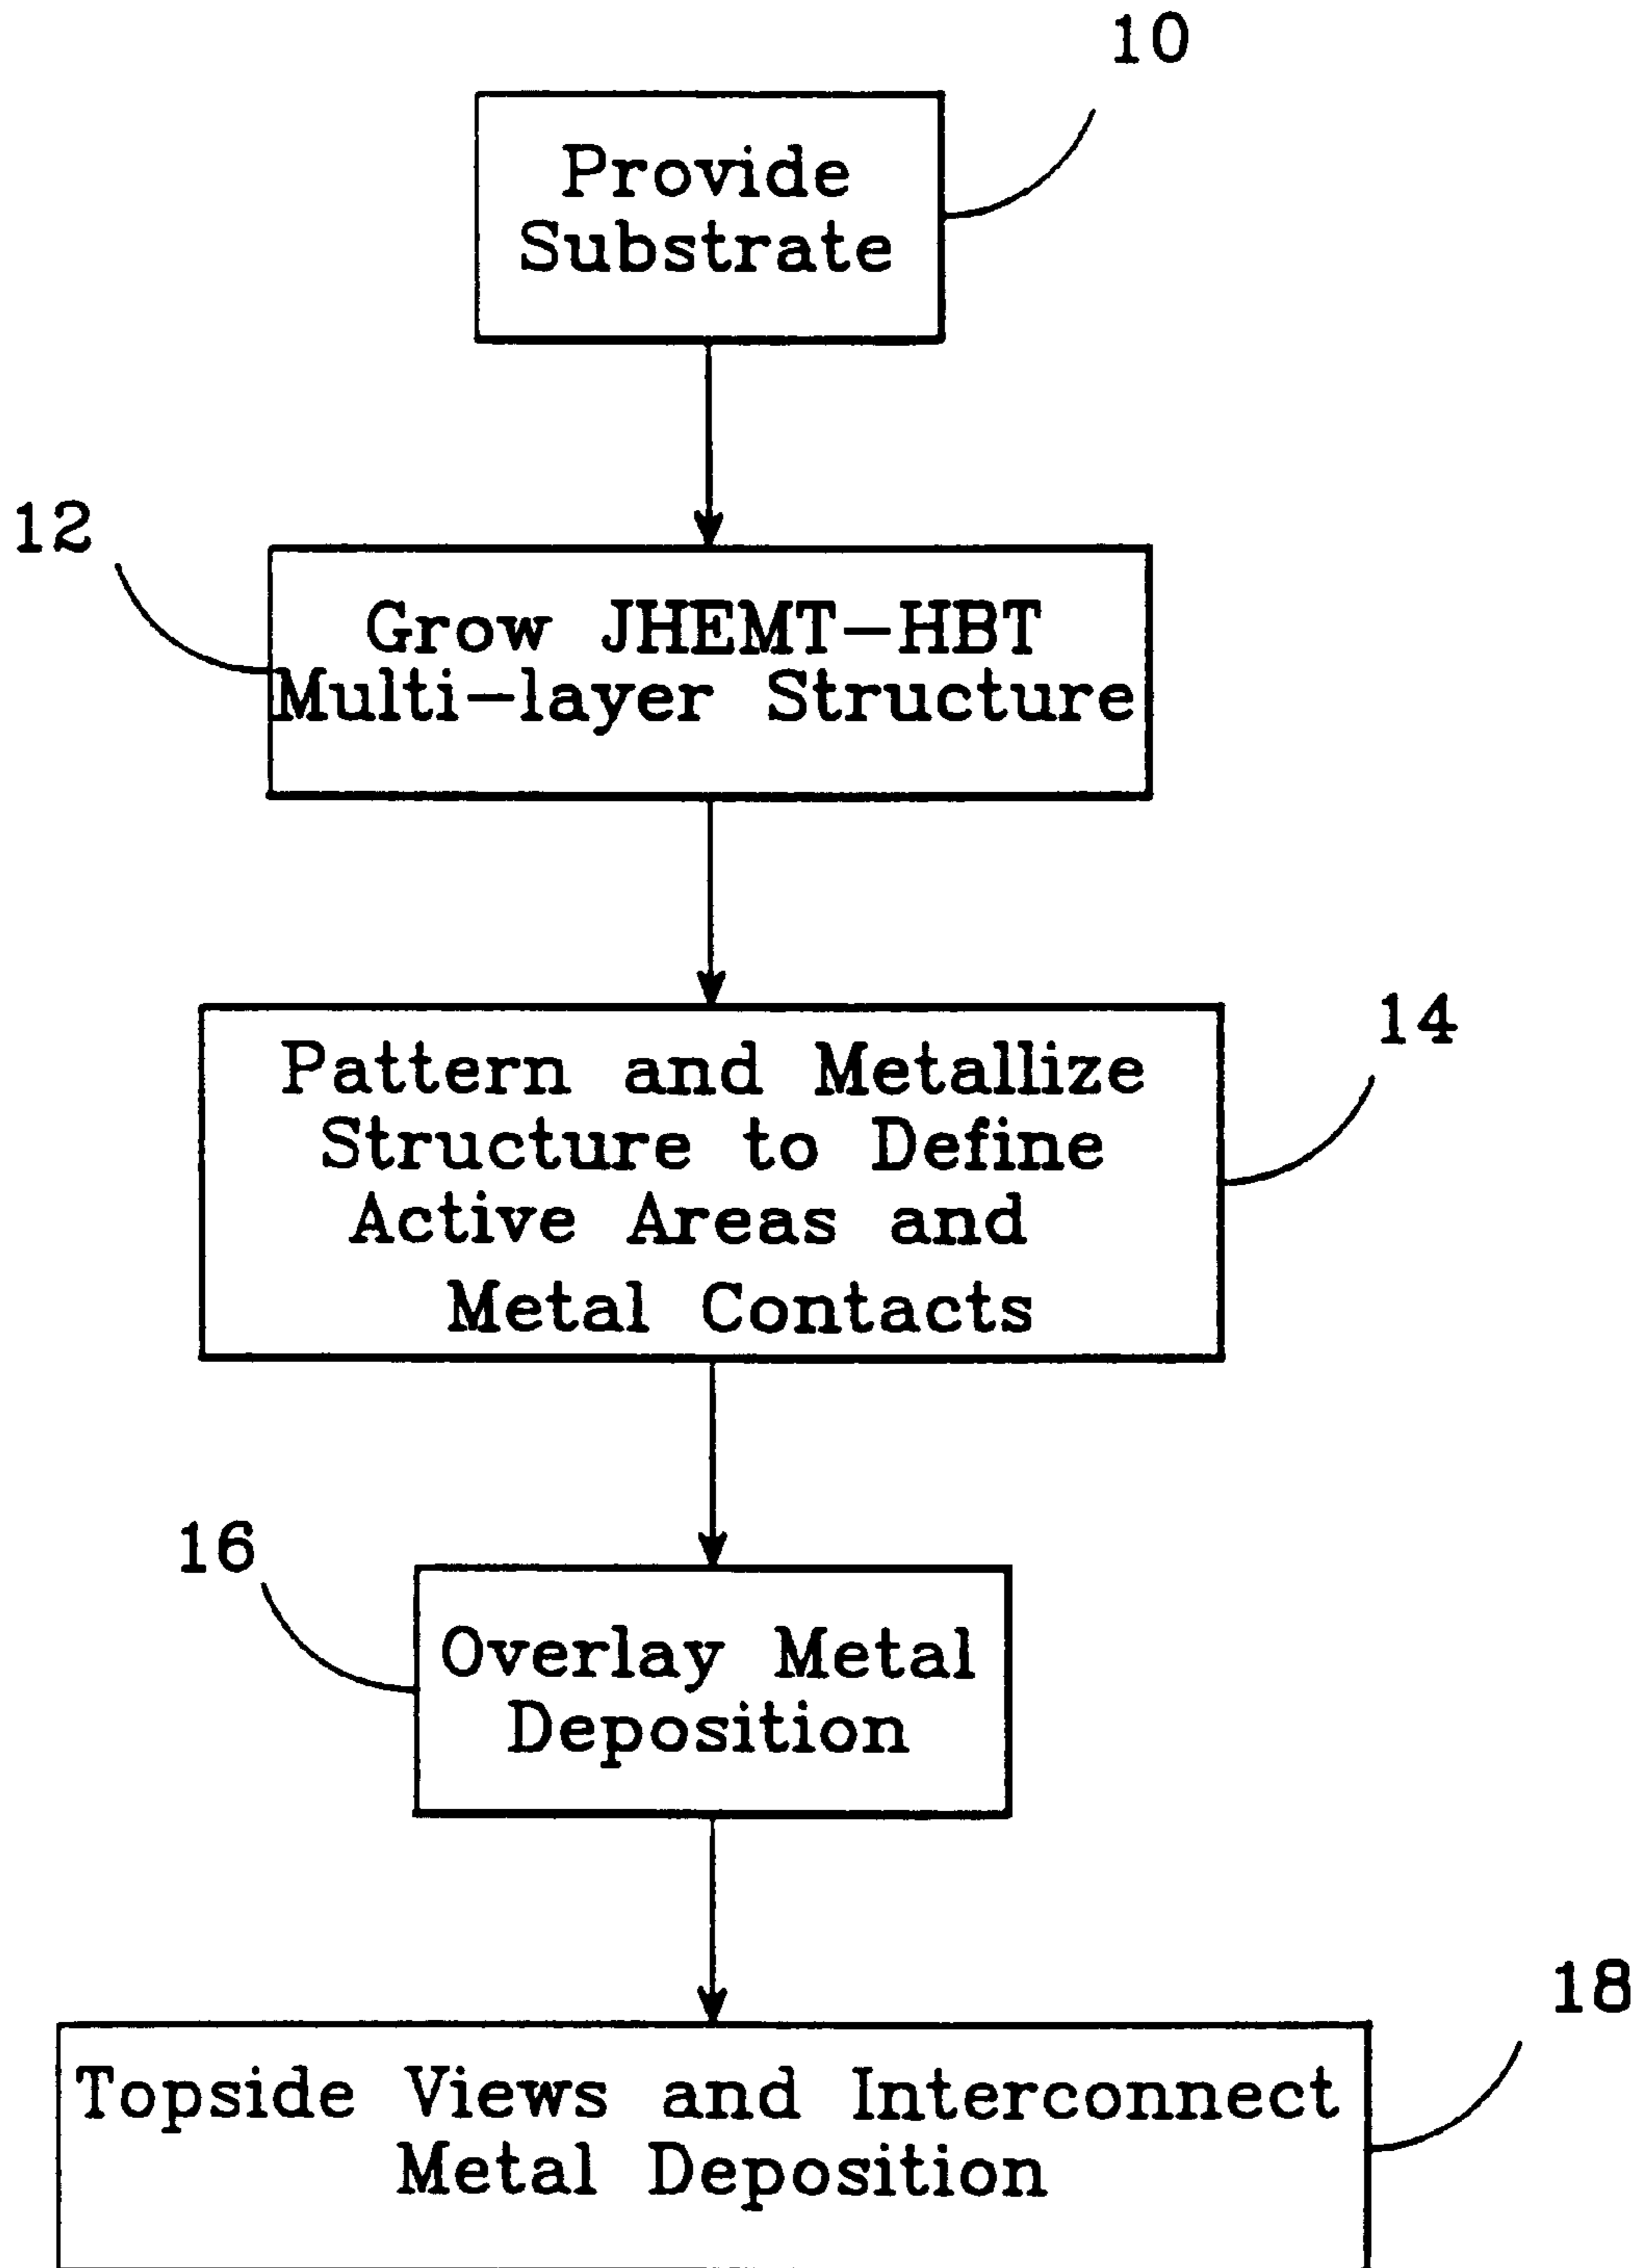 10
Provide
Substrate
12
Grow JHEMT-HBT
Multi-layer Structure
14
Pattern and Metallize
Structure to Define
Active Areas and
Metal Contacts
16
Overlay Metal
Deposition
18
Topside Views and Interconnect
Metal Deposition